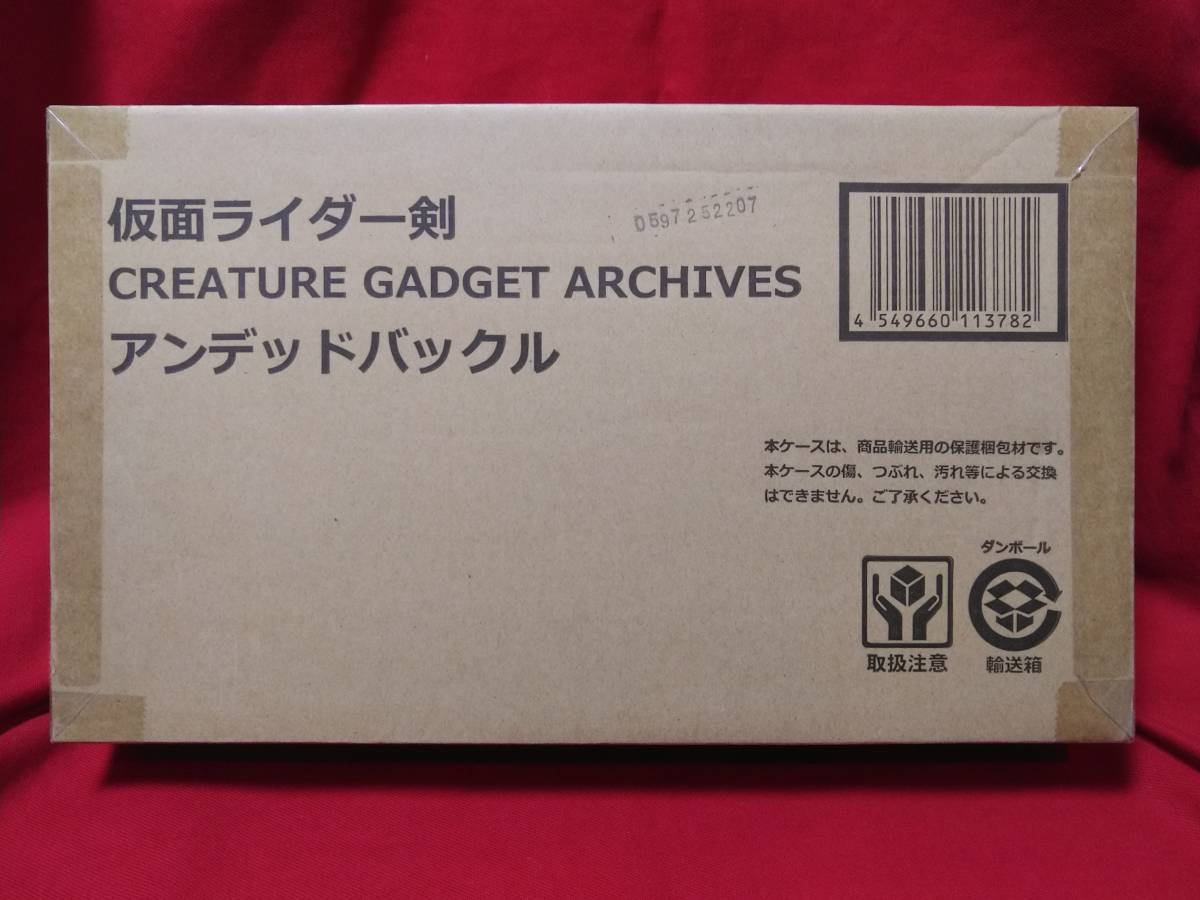 仮面ライダー剣
CREATURE GADGET ARCHIVES
アンデッドバックル
0597252207
4 549660 113782
本ケースは、商品輸送用の保護梱包材です。
本ケースの傷、つぶれ、汚れ等による交換
はできません。ご了承ください。
取扱注意
ダンボール
輸送箱